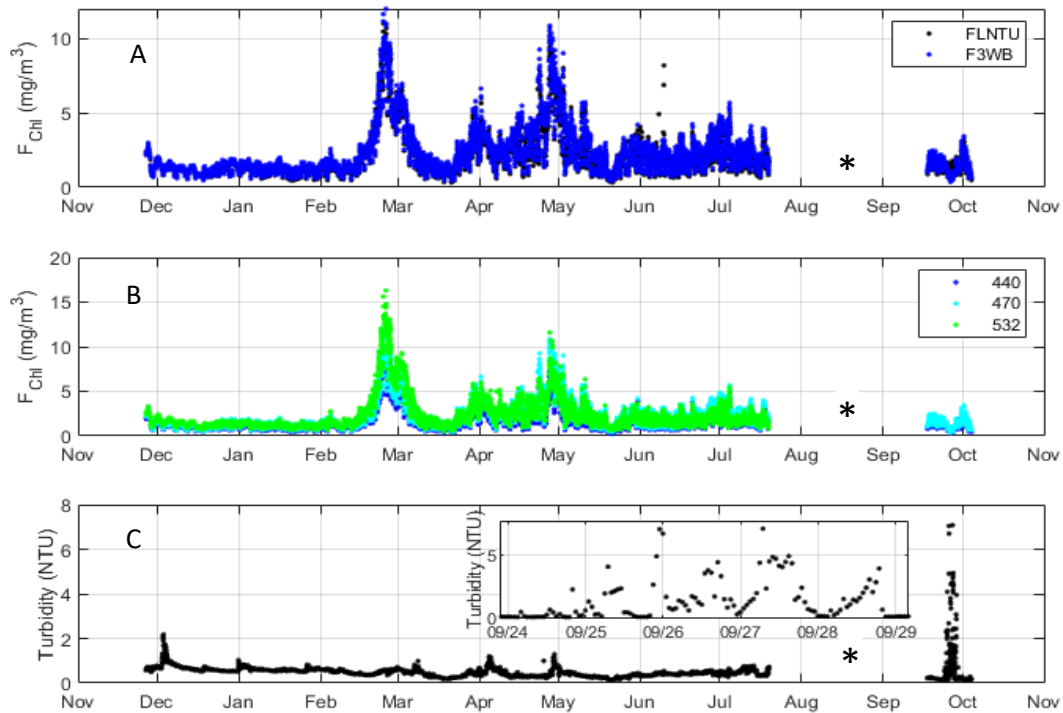 A
F_Chl (mg/m³)
10
5
0
FLNTU
F3WB
*
Nov Dec Jan Feb Mar Apr May Jun Jul Aug Sep Oct Nov
B
F_Chl (mg/m³)
20
15
10
5
0
440
470
532
*
Nov Dec Jan Feb Mar Apr May Jun Jul Aug Sep Oct Nov
C
Turbidity (NTU)
8
6
4
2
0
Turbidity (NTU)
5
0
09/24 09/25 09/26 09/27 09/28 09/29
*
Nov Dec Jan Feb Mar Apr May Jun Jul Aug Sep Oct Nov